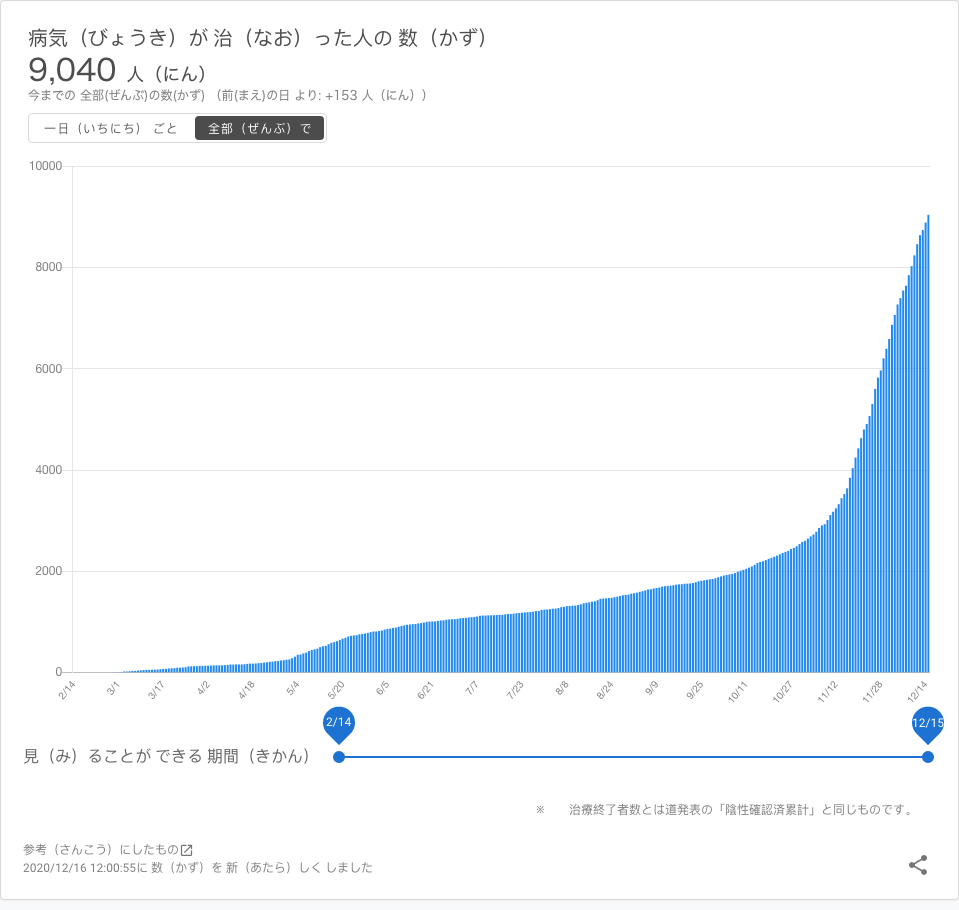 病気（びょうき）が 治（なお）った人の 数（かず）
9,040 人（にん）
今までの 全部(ぜんぶ)の数(かず) （前(まえ)の日 より: +153 人（にん））
一日（いちにち） ごと 全部（ぜんぶ）で
10000
8000
6000
4000
2000
0
2/14 3/1 3/17 4/2 4/18 5/4 5/20 6/5 6/21 7/7 7/23 8/8 8/24 9/9 9/25 10/11 10/27 11/12 11/28 12/14
2/14 12/15
見（み）ることが できる 期間（きかん）
※ 治療終了者数とは道発表の「陰性確認済累計」と同じものです。
参考（さんこう）にしたもの
2020/12/16 12:00:55に 数（かず）を 新（あたら）しく しました